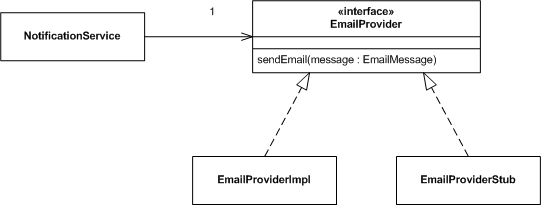 1
«interface»
EmailProvider
NotificationService
sendEmail(message : EmailMessage)
EmailProviderImpl
EmailProviderStub